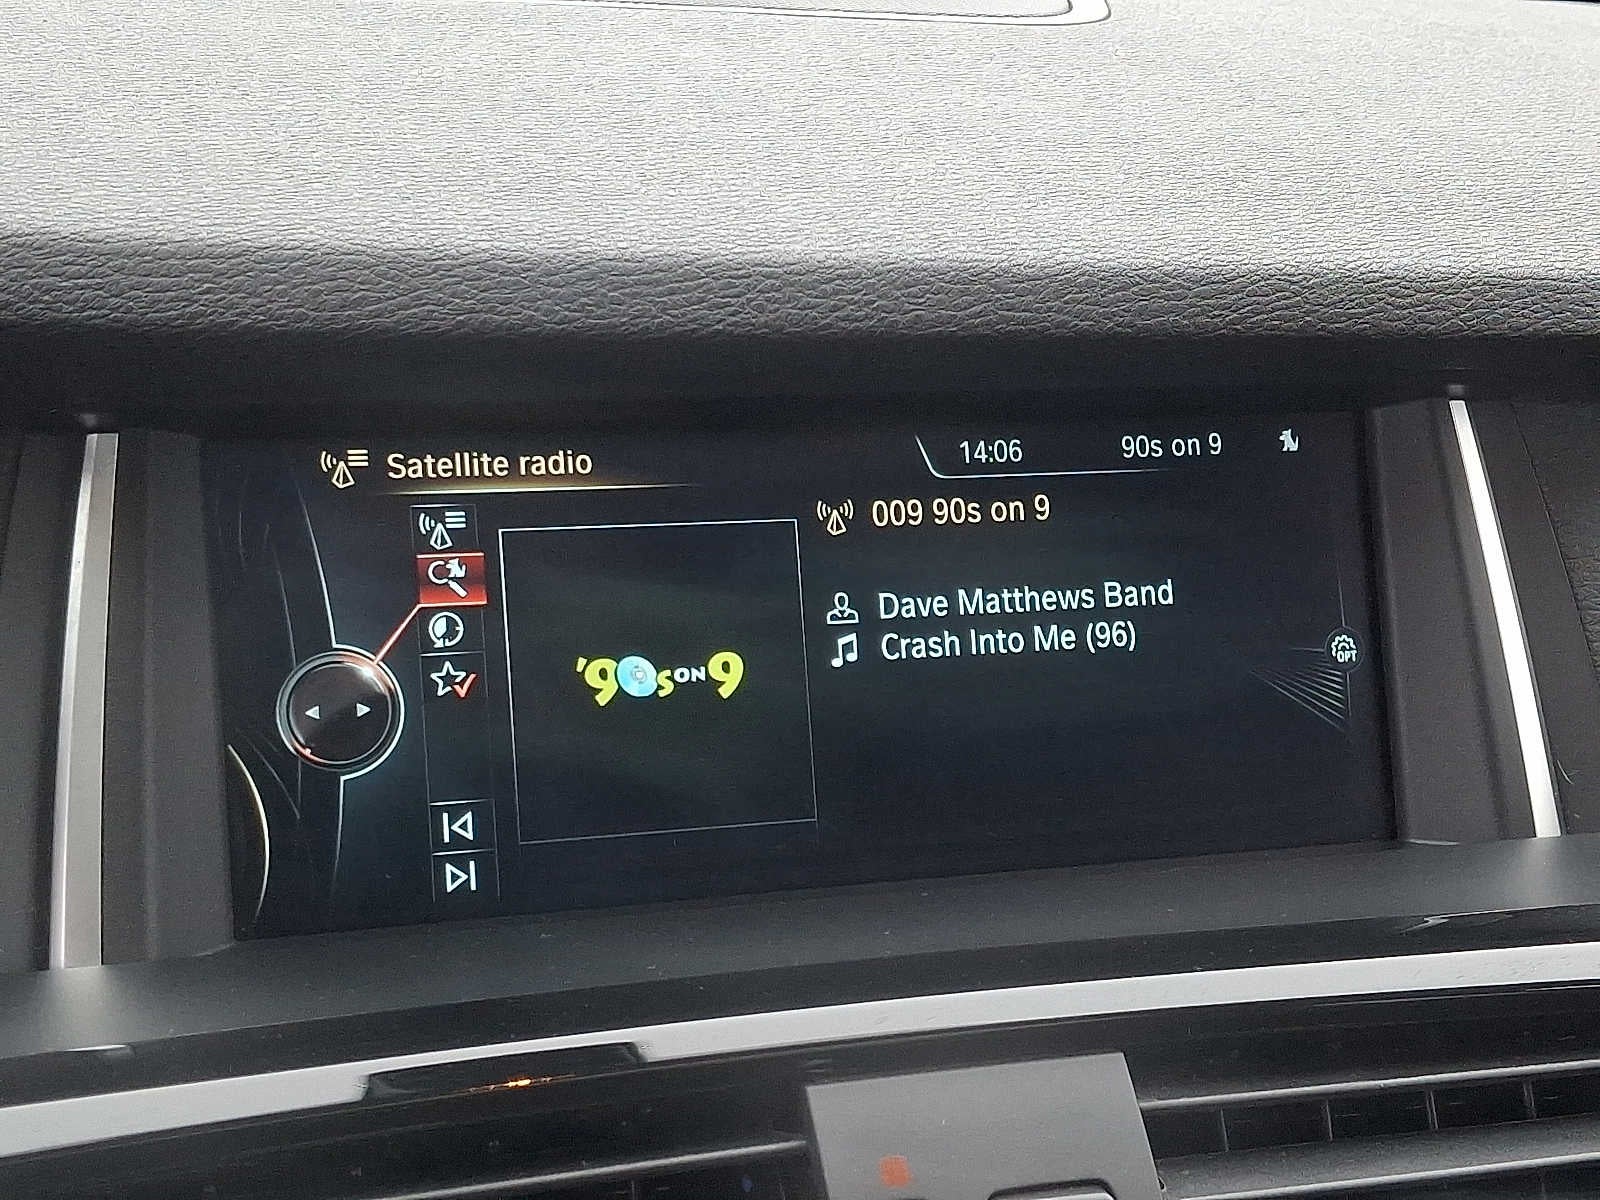 Satellite radio
14:06
90s on 9
009 90s on 9
Dave Matthews Band
Crash Into Me (96)
'90s ON 9
OPT